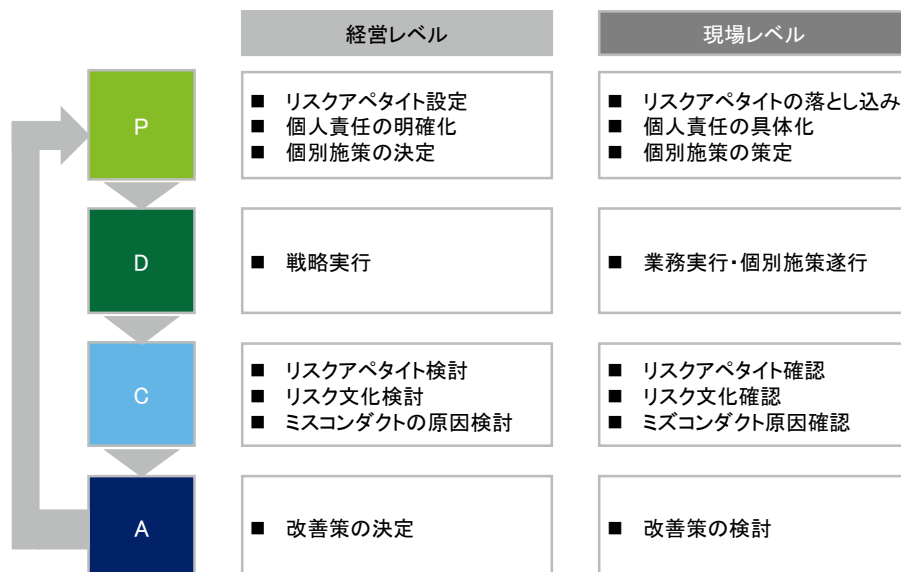 経営レベル
現場レベル
P
■ リスクアペタイト設定
■ 個人責任の明確化
■ 個別施策の決定
■ リスクアペタイトの落とし込み
■ 個人責任の具体化
■ 個別施策の策定
D
■ 戦略実行
■ 業務実行・個別施策遂行
C
■ リスクアペタイト検討
■ リスク文化検討
■ ミスコンダクトの原因検討
■ リスクアペタイト確認
■ リスク文化確認
■ ミズコンダクト原因確認
A
■ 改善策の決定
■ 改善策の検討